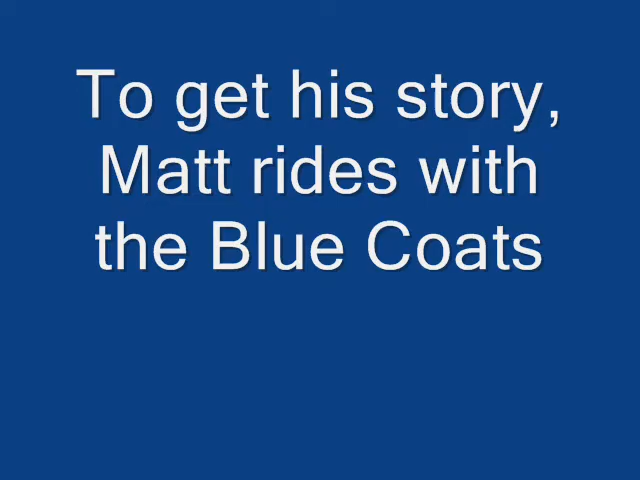 To get his story,
Matt rides with
the Blue Coats